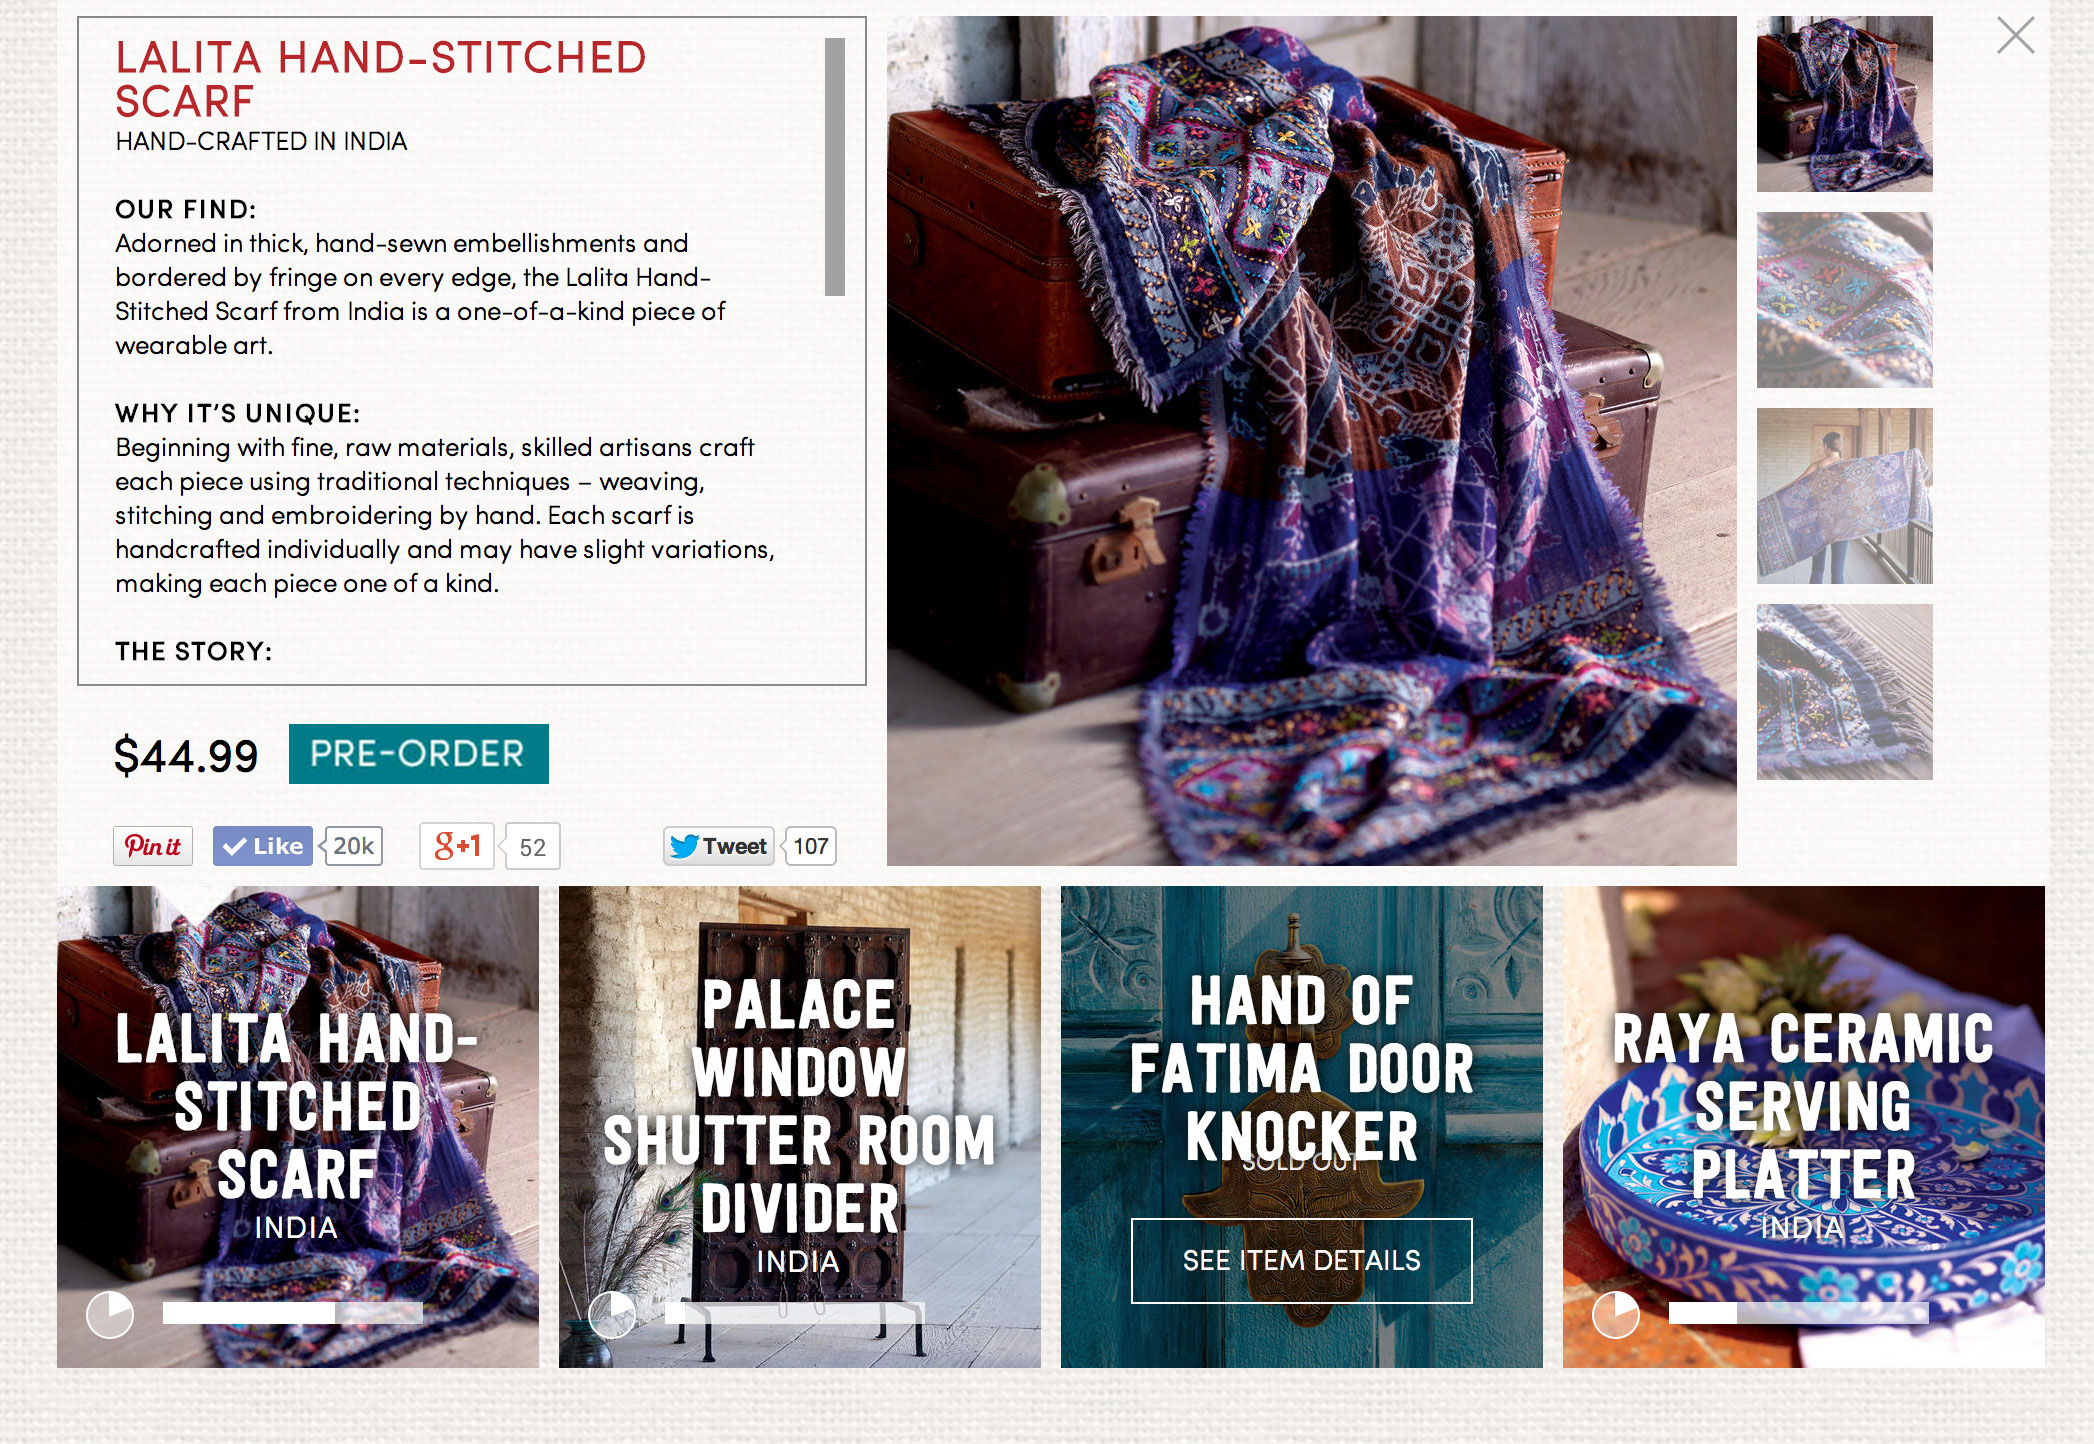 LALITA HAND-STITCHED
SCARF
HAND-CRAFTED IN INDIA
OUR FIND:
Adorned in thick, hand-sewn embellishments and
bordered by fringe on every edge, the Lalita Hand-
Stitched Scarf from India is a one-of-a-kind piece of
wearable art.
WHY IT'S UNIQUE:
Beginning with fine, raw materials, skilled artisans craft
each piece using traditional techniques – weaving,
stitching and embroidering by hand. Each scarf is
handcrafted individually and may have slight variations,
making each piece one of a kind.
THE STORY:
$44.99 PRE-ORDER
Pin it Like 20k g+1 52 Tweet 107
LALITA HAND-
STITCHED
SCARF
INDIA
PALACE
WINDOW
SHUTTER ROOM
DIVIDER
INDIA
HAND OF
FATIMA DOOR
KNOCKER
SOLD OUT
SEE ITEM DETAILS
RAYA CERAMIC
SERVING
PLATTER
INDIA